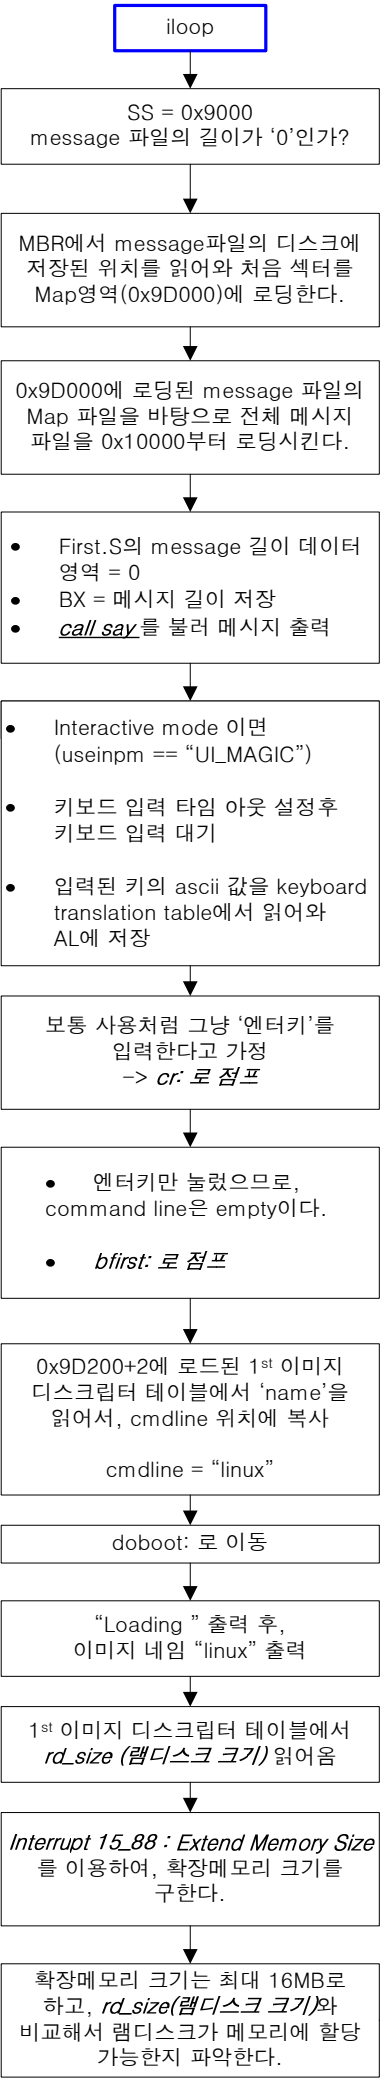 iloop
SS = 0x9000
message 파일의 길이가 ‘0’인가?
MBR에서 message파일의 디스크에
저장된 위치를 읽어와 처음 섹터를
Map영역(0x9D000)에 로딩한다.
0x9D000에 로딩된 message 파일의
Map 파일을 바탕으로 전체 메시지
파일을 0x10000부터 로딩시킨다.
● First.S의 message 길이 데이터
영역 = 0
● BX = 메시지 길이 저장
● call say 를 불러 메시지 출력
● Interactive mode 이면
(useinpm == “UI_MAGIC”)
● 키보드 입력 타임 아웃 설정후
키보드 입력 대기
● 입력된 키의 ascii 값을 keyboard
translation table에서 읽어와
AL에 저장
보통 사용처럼 그냥 ‘엔터키’를
입력한다고 가정
-> cr: 로 점프
● 엔터키만 눌렀으므로,
command line은 empty이다.
● bfirst: 로 점프
0x9D200+2에 로드된 1st 이미지
디스크립터 테이블에서 ‘name’을
읽어서, cmdline 위치에 복사
cmdline = “linux”
doboot: 로 이동
“Loading ” 출력 후,
이미지 네임 “linux” 출력
1st 이미지 디스크립터 테이블에서
rd_size (램디스크 크기) 읽어옴
Interrupt 15_88 : Extend Memory Size
를 이용하여, 확장메모리 크기를
구한다.
확장메모리 크기는 최대 16MB로
하고, rd_size(램디스크 크기)와
비교해서 램디스크가 메모리에 할당
가능한지 파악한다.